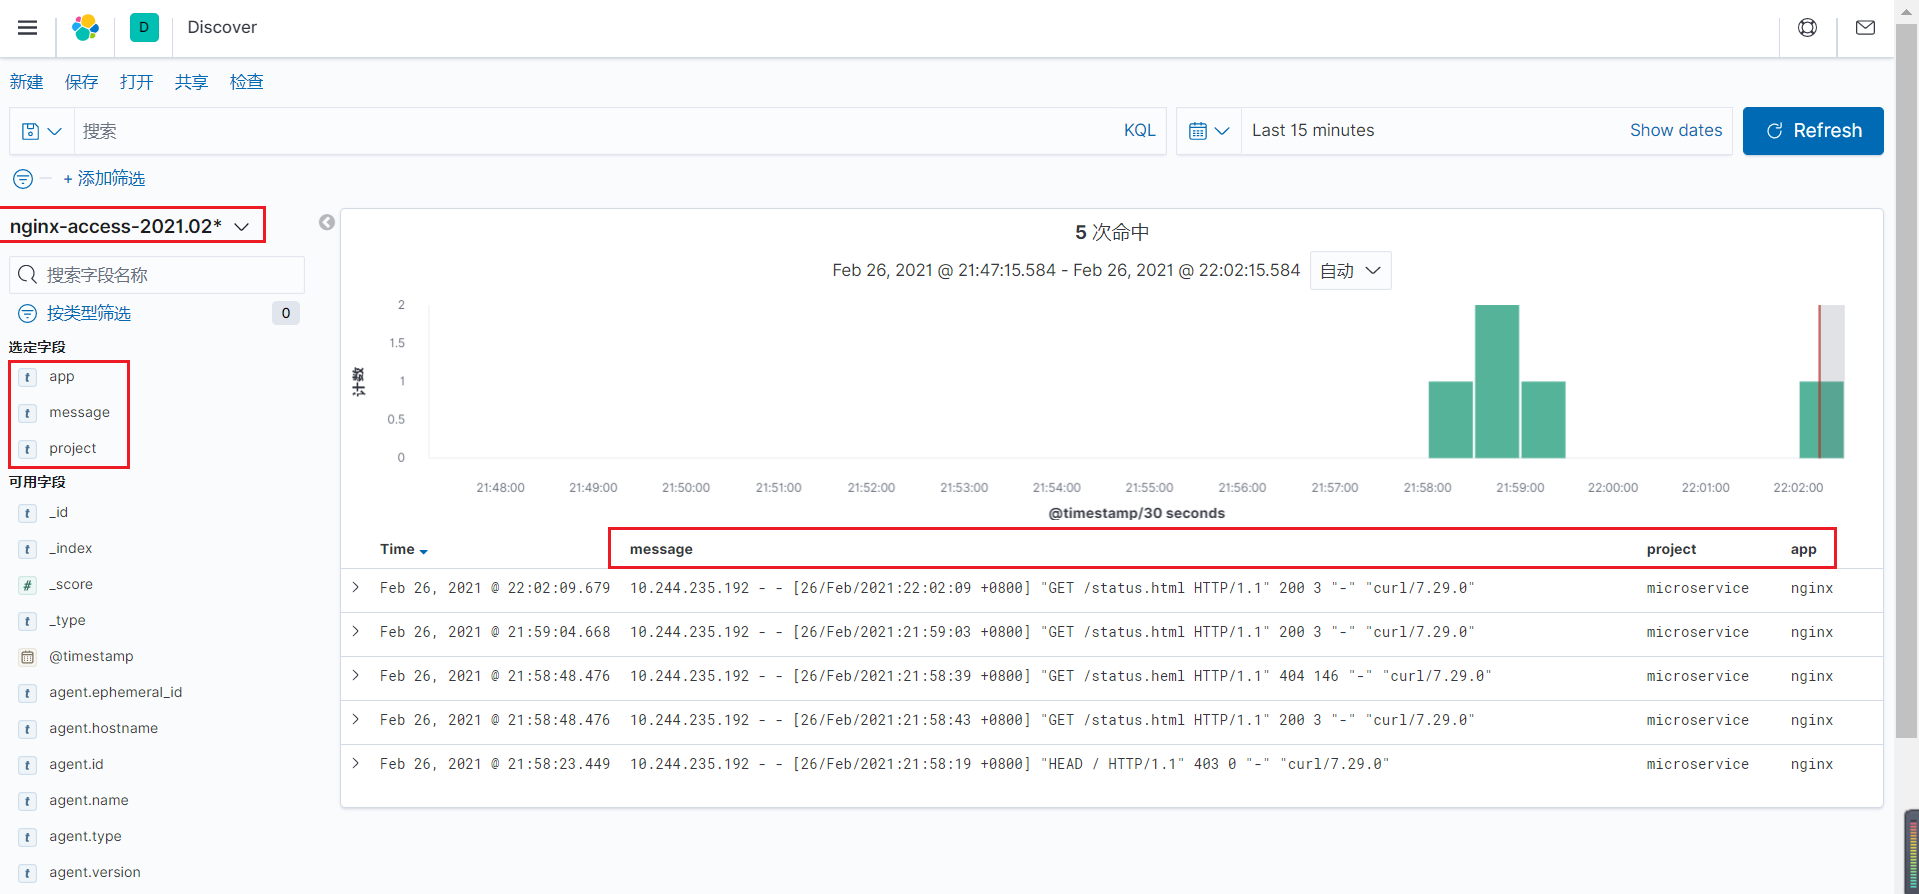 D Discover
新建 保存 打开 共享 检查
搜索 KQL Last 15 minutes Show dates Refresh
+ 添加筛选
nginx-access-2021.02*
搜索字段名称
按类型筛选 0
选定字段
t app
t message
t project
可用字段
t _id
t _index
# _score
t _type
@timestamp
t agent.ephemeral_id
t agent.hostname
t agent.id
t agent.name
t agent.type
t agent.version
5 次命中
Feb 26, 2021 @ 21:47:15.584 - Feb 26, 2021 @ 22:02:15.584 自动
2
1.5
1
0.5
0
计数
21:48:00 21:49:00 21:50:00 21:51:00 21:52:00 21:53:00 21:54:00 21:55:00 21:56:00 21:57:00 21:58:00 21:59:00 22:00:00 22:01:00 22:02:00
@timestamp/30 seconds
Time message project app
Feb 26, 2021 @ 22:02:09.679 10.244.235.192 - - [26/Feb/2021:22:02:09 +0800] "GET /status.html HTTP/1.1" 200 3 "-" "curl/7.29.0" microservice nginx
Feb 26, 2021 @ 21:59:04.668 10.244.235.192 - - [26/Feb/2021:21:59:03 +0800] "GET /status.html HTTP/1.1" 200 3 "-" "curl/7.29.0" microservice nginx
Feb 26, 2021 @ 21:58:48.476 10.244.235.192 - - [26/Feb/2021:21:58:39 +0800] "GET /status.heml HTTP/1.1" 404 146 "-" "curl/7.29.0" microservice nginx
Feb 26, 2021 @ 21:58:48.476 10.244.235.192 - - [26/Feb/2021:21:58:43 +0800] "GET /status.html HTTP/1.1" 200 3 "-" "curl/7.29.0" microservice nginx
Feb 26, 2021 @ 21:58:23.449 10.244.235.192 - - [26/Feb/2021:21:58:19 +0800] "HEAD / HTTP/1.1" 403 0 "-" "curl/7.29.0" microservice nginx